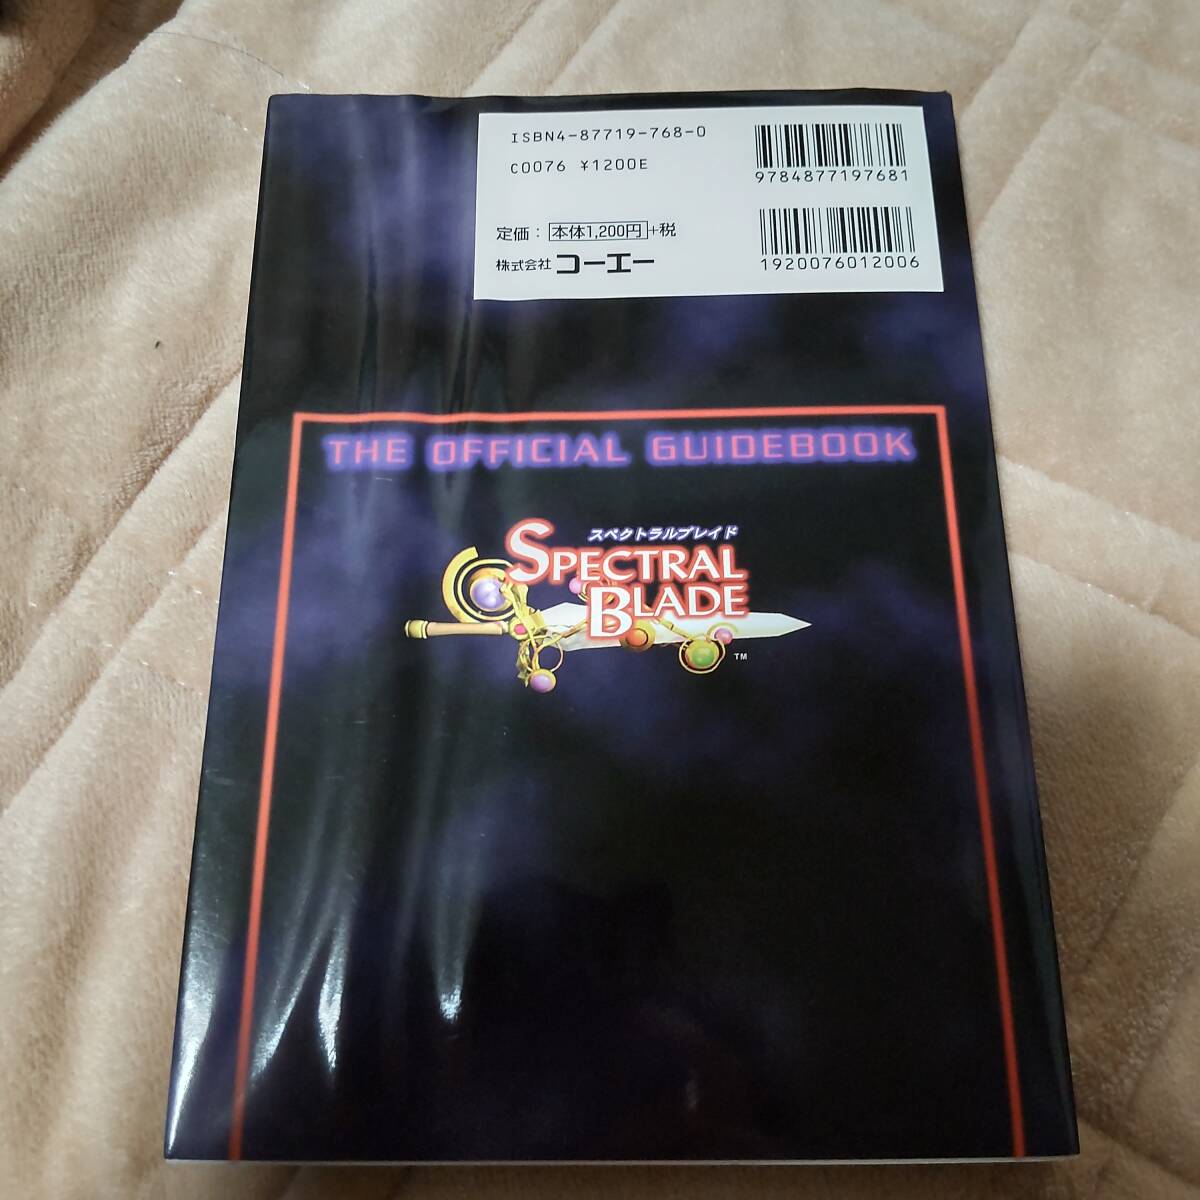 ISBN4-87719-768-0
C0076 ¥1200E
9784877197681
定価：本体1,200円+税
株式会社 コーエー
1920076012006
THE OFFICIAL GUIDEBOOK
スペクトラルブレイド
SPECTRAL
BLADE
TM